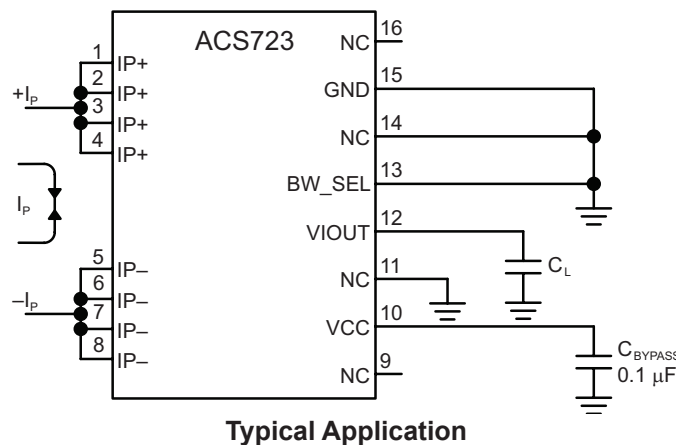 ACS723
1
IP+
2
IP+
3
IP+
4
IP+
+IP
IP
5
IP–
6
IP–
7
IP–
8
IP–
–IP
16
NC
15
GND
14
NC
13
BW_SEL
12
VIOUT
11
NC
10
VCC
9
NC
CL
CBYPASS
0.1 μF
Typical Application